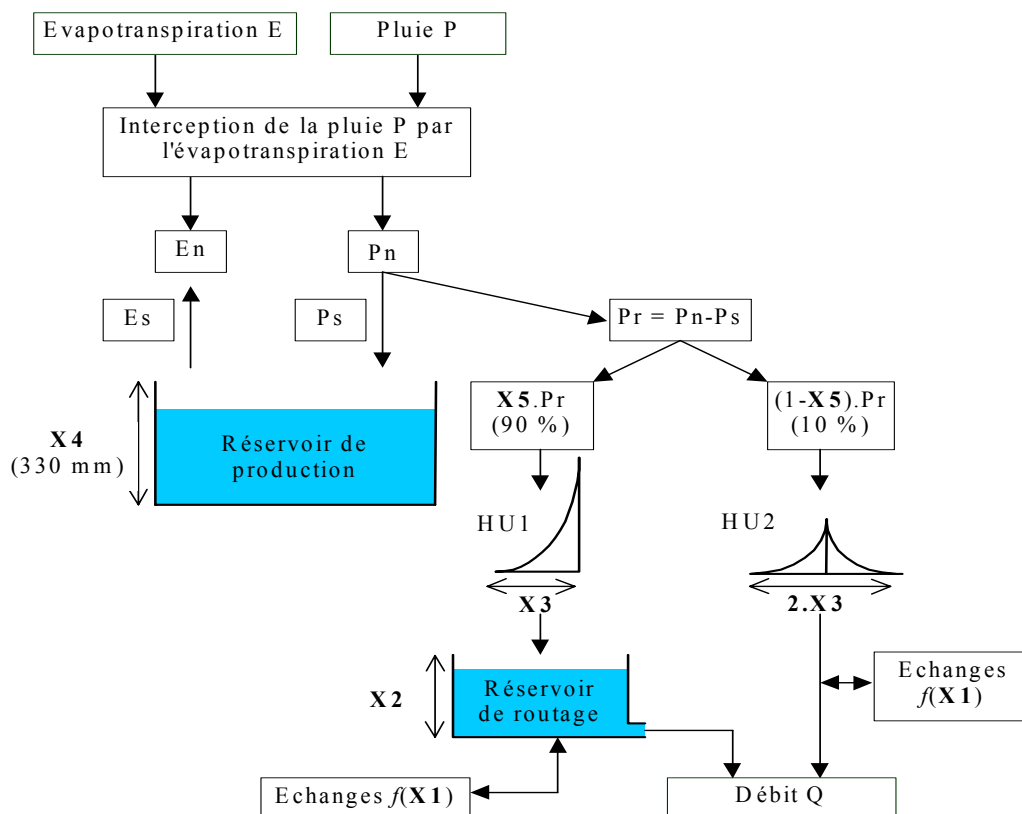 Evapotranspiration E
Pluie P
Interception de la pluie P par
l'évapotranspiration E
En
Pn
Es
Ps
Pr = Pn-Ps
X4
(330 mm)
Réservoir de
production
X5.Pr
(90 %)
(1-X5).Pr
(10 %)
HU1
HU2
X3
2.X3
X2
Réservoir
de routage
Echanges
f(X1)
Echanges f(X1)
Débit Q